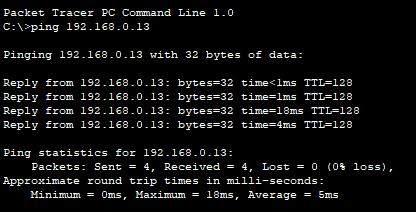 Packet Tracer PC Command Line 1.0
C:\>ping 192.168.0.13
Pinging 192.168.0.13 with 32 bytes of data:
Reply from 192.168.0.13: bytes=32 time<1ms TTL=128
Reply from 192.168.0.13: bytes=32 time=1ms TTL=128
Reply from 192.168.0.13: bytes=32 time=18ms TTL=128
Reply from 192.168.0.13: bytes=32 time=4ms TTL=128
Ping statistics for 192.168.0.13:
Packets: Sent = 4, Received = 4, Lost = 0 (0% loss),
Approximate round trip times in milli-seconds:
Minimum = 0ms, Maximum = 18ms, Average = 5ms